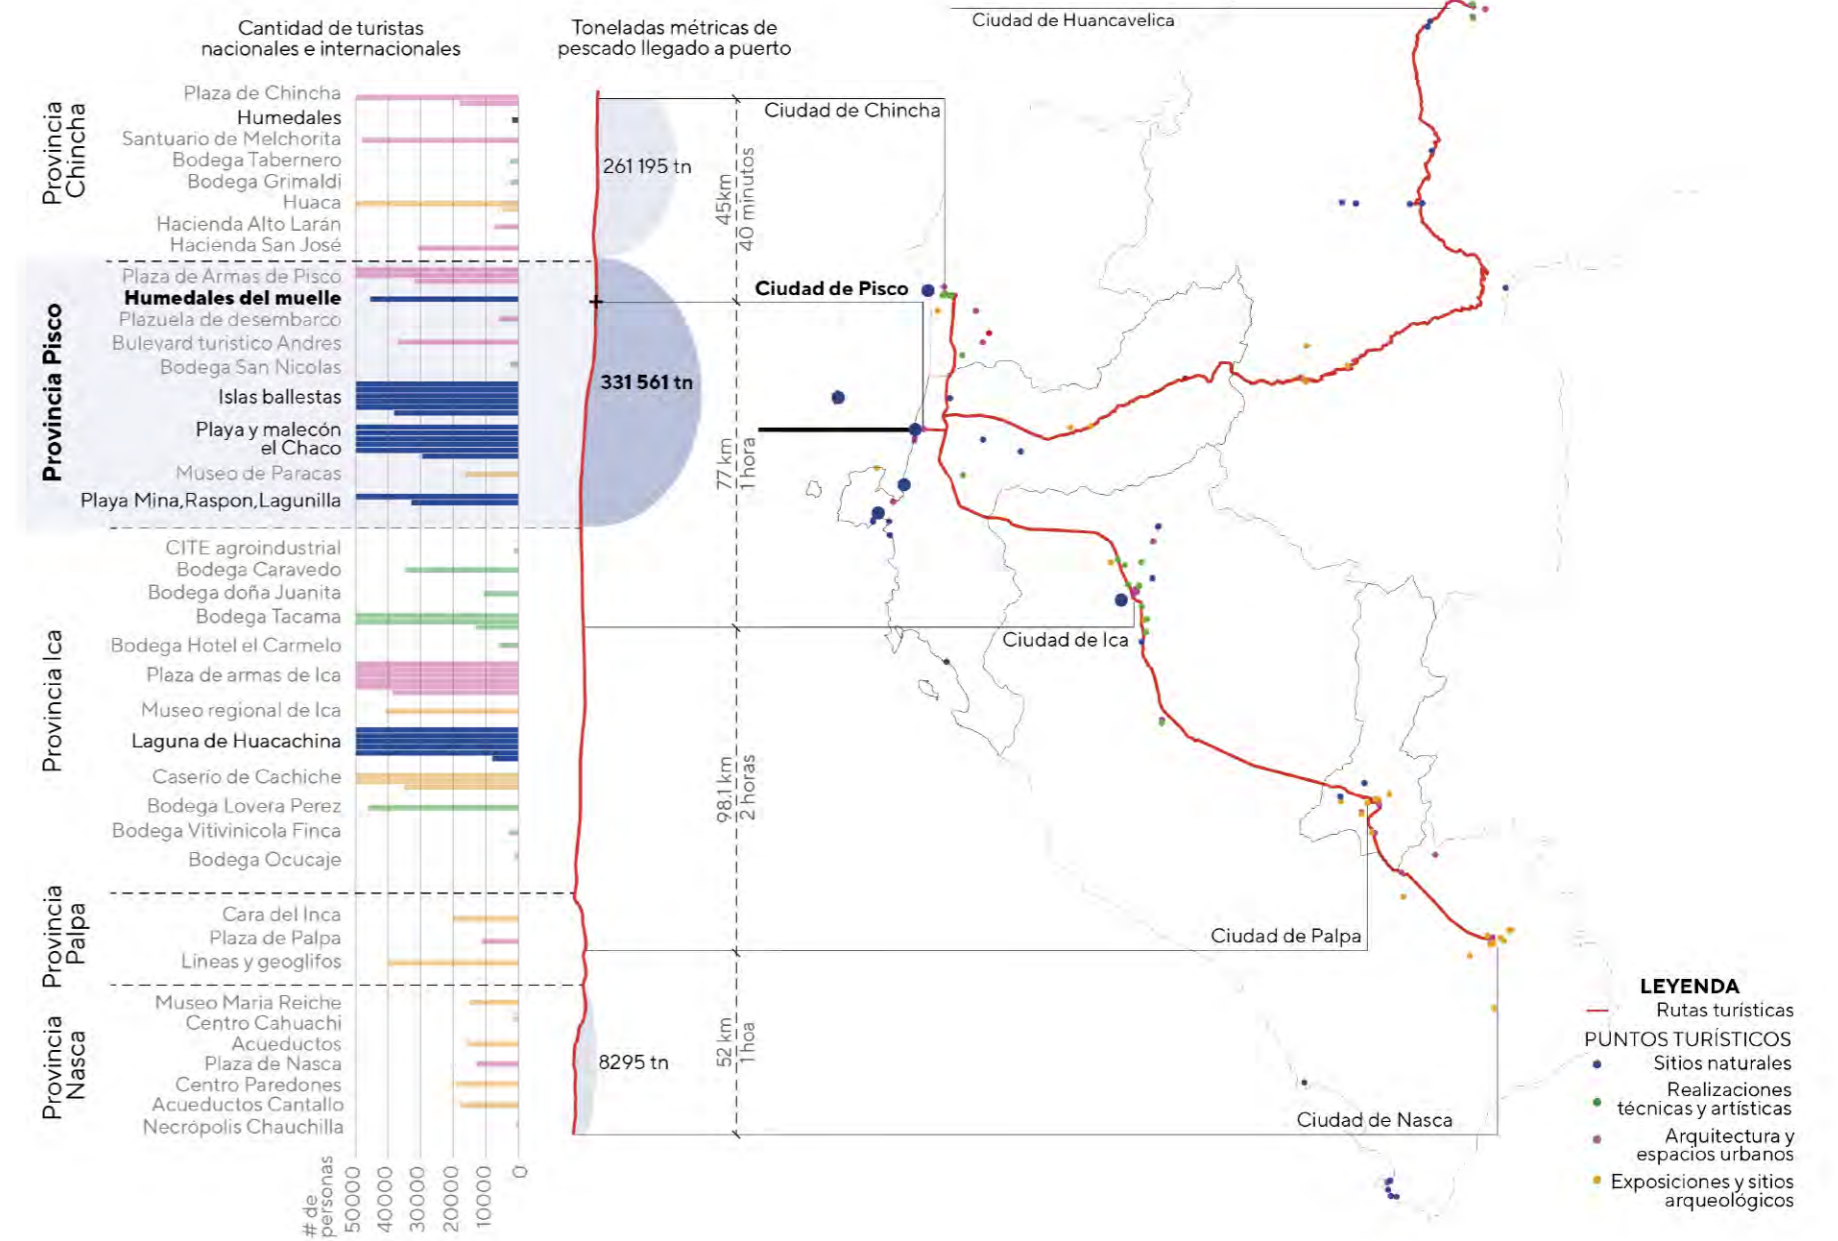 Cantidad de turistas
nacionales e internacionales
Toneladas métricas de
pescado llegado a puerto
Ciudad de Huancavelica
Provincia
Chincha
Plaza de Chincha
Humedales
Santuario de Melchorita
Bodega Tabernero
Bodega Grimaldi
Huaca
Hacienda Alto Larán
Hacienda San José
261 195 tn
45km
40 minutos
Ciudad de Chincha
Provincia Pisco
Plaza de Armas de Pisco
Humedales del muelle
Plazuela de desembarco
Bulevard turistico Andres
Bodega San Nicolas
Islas ballestas
Playa y malecón
el Chaco
Museo de Paracas
Playa Mina,Raspon,Lagunilla
331 561 tn
Ciudad de Pisco
77 km
1 hora
Provincia Ica
CITE agroindustrial
Bodega Caravedo
Bodega doña Juanita
Bodega Tacama
Bodega Hotel el Carmelo
Plaza de armas de Ica
Museo regional de Ica
Laguna de Huacachina
Caserio de Cachiche
Bodega Lovera Perez
Bodega Vitivinicola Finca
Bodega Ocucaje
Ciudad de Ica
98.1 km
2 horas
Provincia
Palpa
Cara del Inca
Plaza de Palpa
Líneas y geoglifos
Ciudad de Palpa
Provincia
Nasca
Museo Maria Reiche
Centro Cahuachi
Acueductos
Plaza de Nasca
Centro Paredones
Acueductos Cantallo
Necrópolis Chauchilla
8295 tn
52 km
1 hoa
Ciudad de Nasca
# de
personas
50000
40000
30000
20000
10000
0
LEYENDA
Rutas turísticas
PUNTOS TURÍSTICOS
Sitios naturales
Realizaciones
técnicas y artísticas
Arquitectura y
espacios urbanos
Exposiciones y sitios
arqueológicos